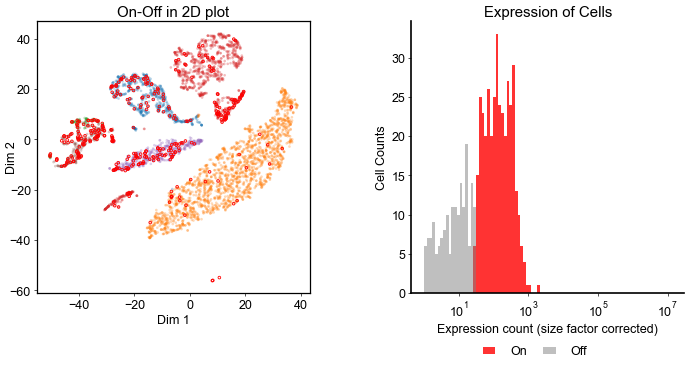 On-Off in 2D plot
40
20
0
−20
−40
−60
Dim 2
−40 −20 0 20 40
Dim 1
Expression of Cells
30
25
20
15
10
5
0
Cell Counts
10^1 10^3 10^5 10^7
Expression count (size factor corrected)
On Off